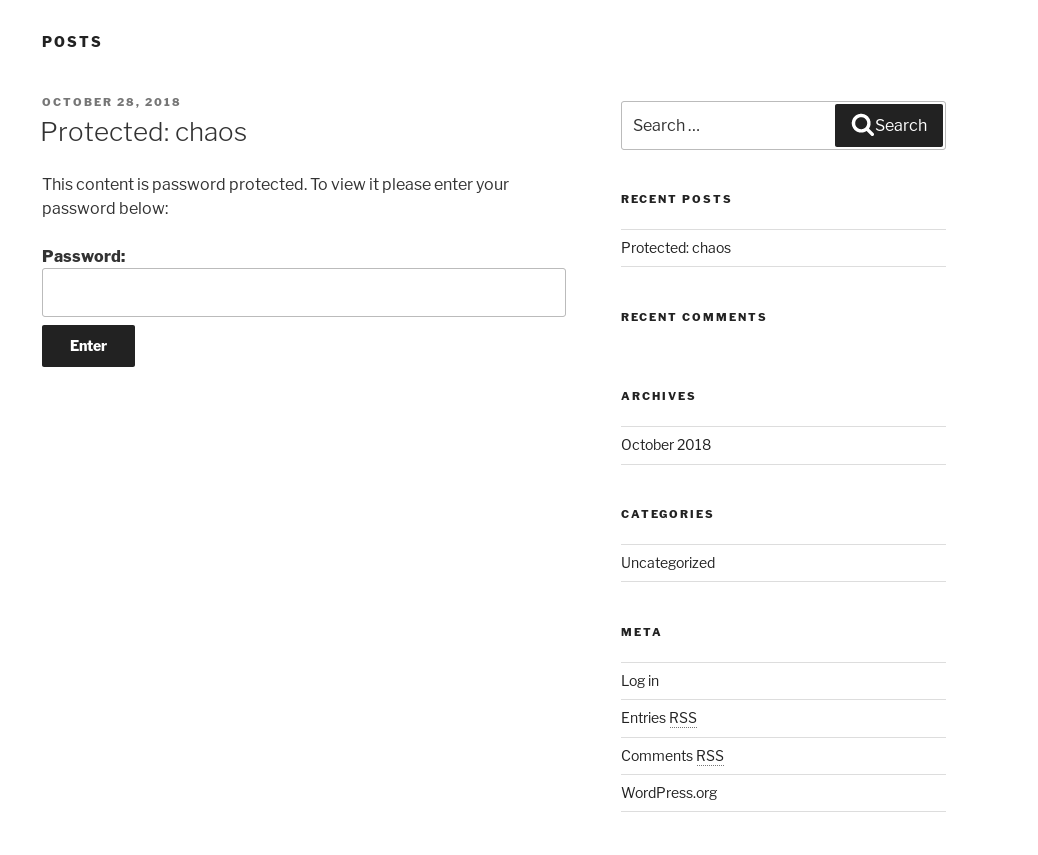 POSTS
OCTOBER 28, 2018
Protected: chaos
This content is password protected. To view it please enter your
password below:
Password:
Enter
Search …
Search
RECENT POSTS
Protected: chaos
RECENT COMMENTS
ARCHIVES
October 2018
CATEGORIES
Uncategorized
META
Log in
Entries RSS
Comments RSS
WordPress.org